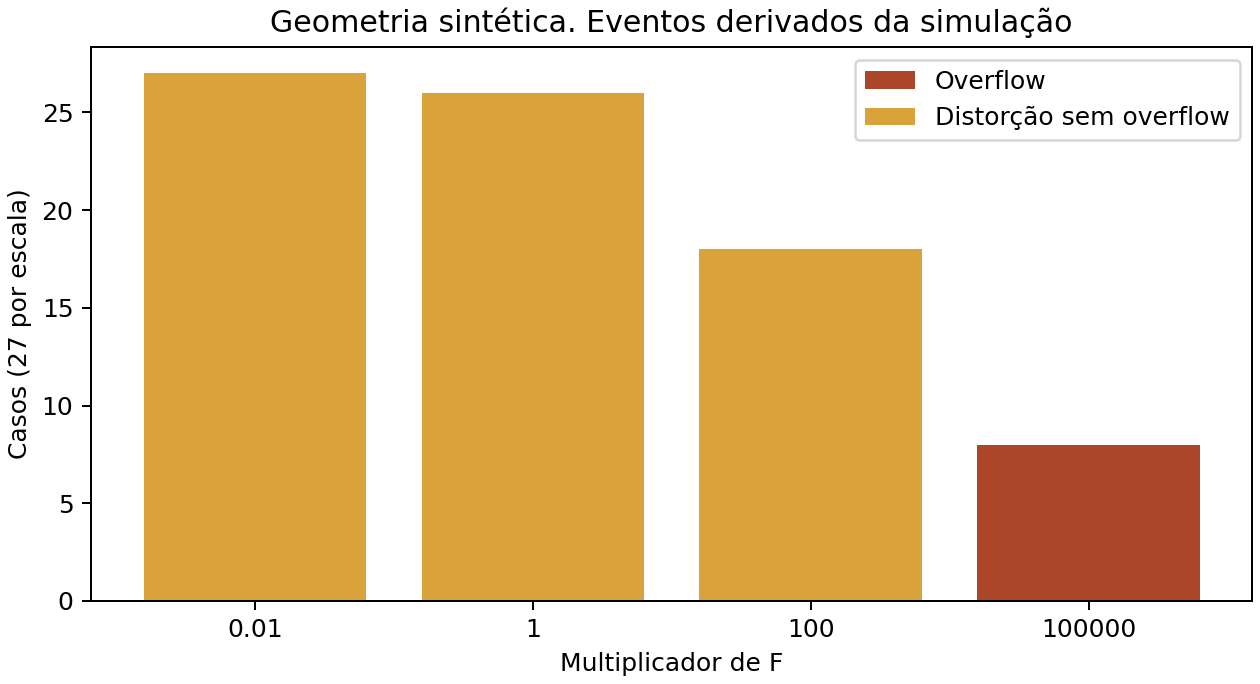 Geometria sintética. Eventos derivados da simulação
Overflow
Distorção sem overflow
Casos (27 por escala)
25
20
15
10
5
0
0.01
1
100
100000
Multiplicador de F